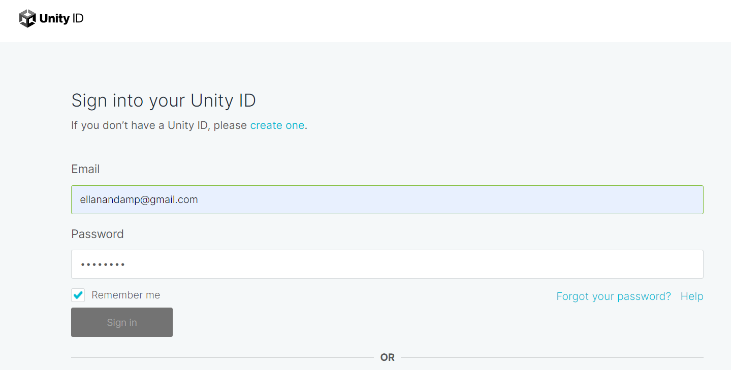 Unity ID
Sign into your Unity ID
If you don't have a Unity ID, please create one.
Email
ellanandamp@gmail.com
Password
••••••••
Remember me
Forgot your password? Help
Sign in
OR